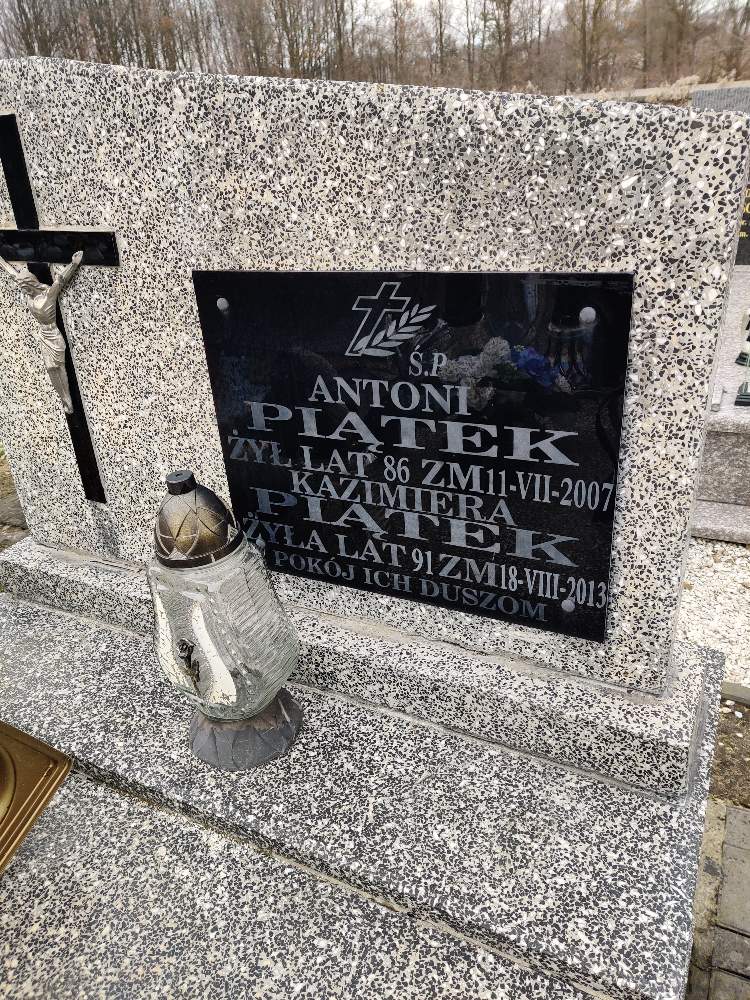 Ś.P.
ANTONI
PIĄTEK
ŻYŁ LAT 86 ZM 11-VII-2007
KAZIMIERA
PIĄTEK
ŻYŁA LAT 91 ZM 18-VIII-2013
POKÓJ ICH DUSZOM